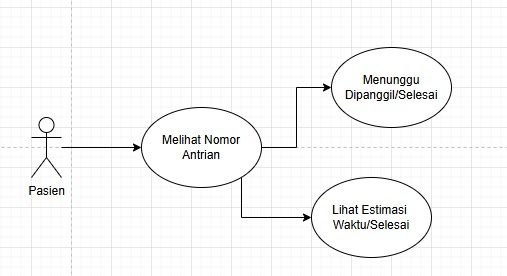 Menunggu
Dipanggil/Selesai
Melihat Nomor
Antrian
Pasien
Lihat Estimasi
Waktu/Selesai